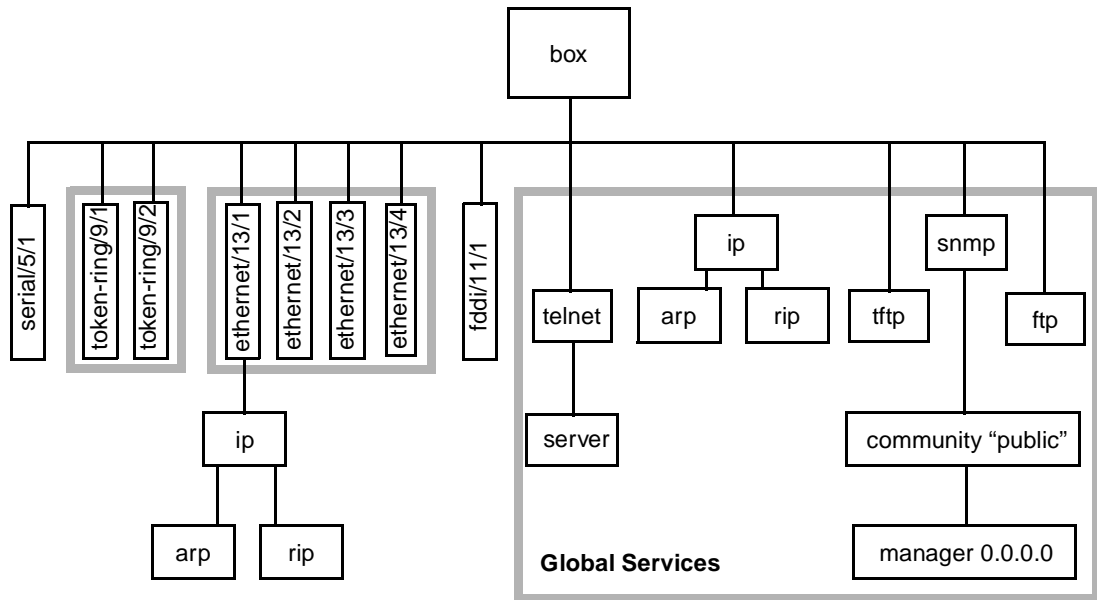 box
serial/5/1
token-ring/9/1
token-ring/9/2
ethernet/13/1
ethernet/13/2
ethernet/13/3
ethernet/13/4
fddi/11/1
ip
snmp
telnet
arp
rip
tftp
ftp
ip
server
community “public”
arp
rip
Global Services
manager 0.0.0.0